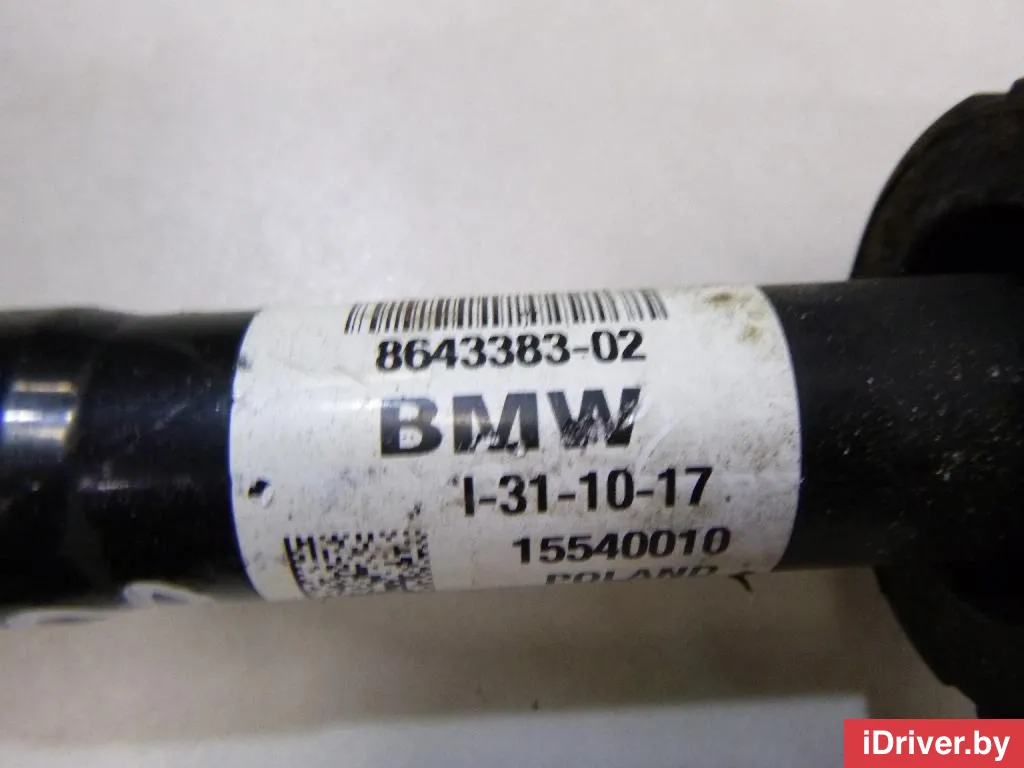 8643383-02
BMW
I-31-10-17
15540010
POLAND
iDriver.by